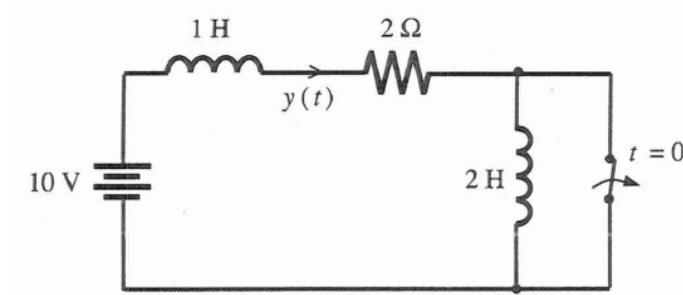 1 H
2 Ω
y(t)
t = 0
10 V
2 H